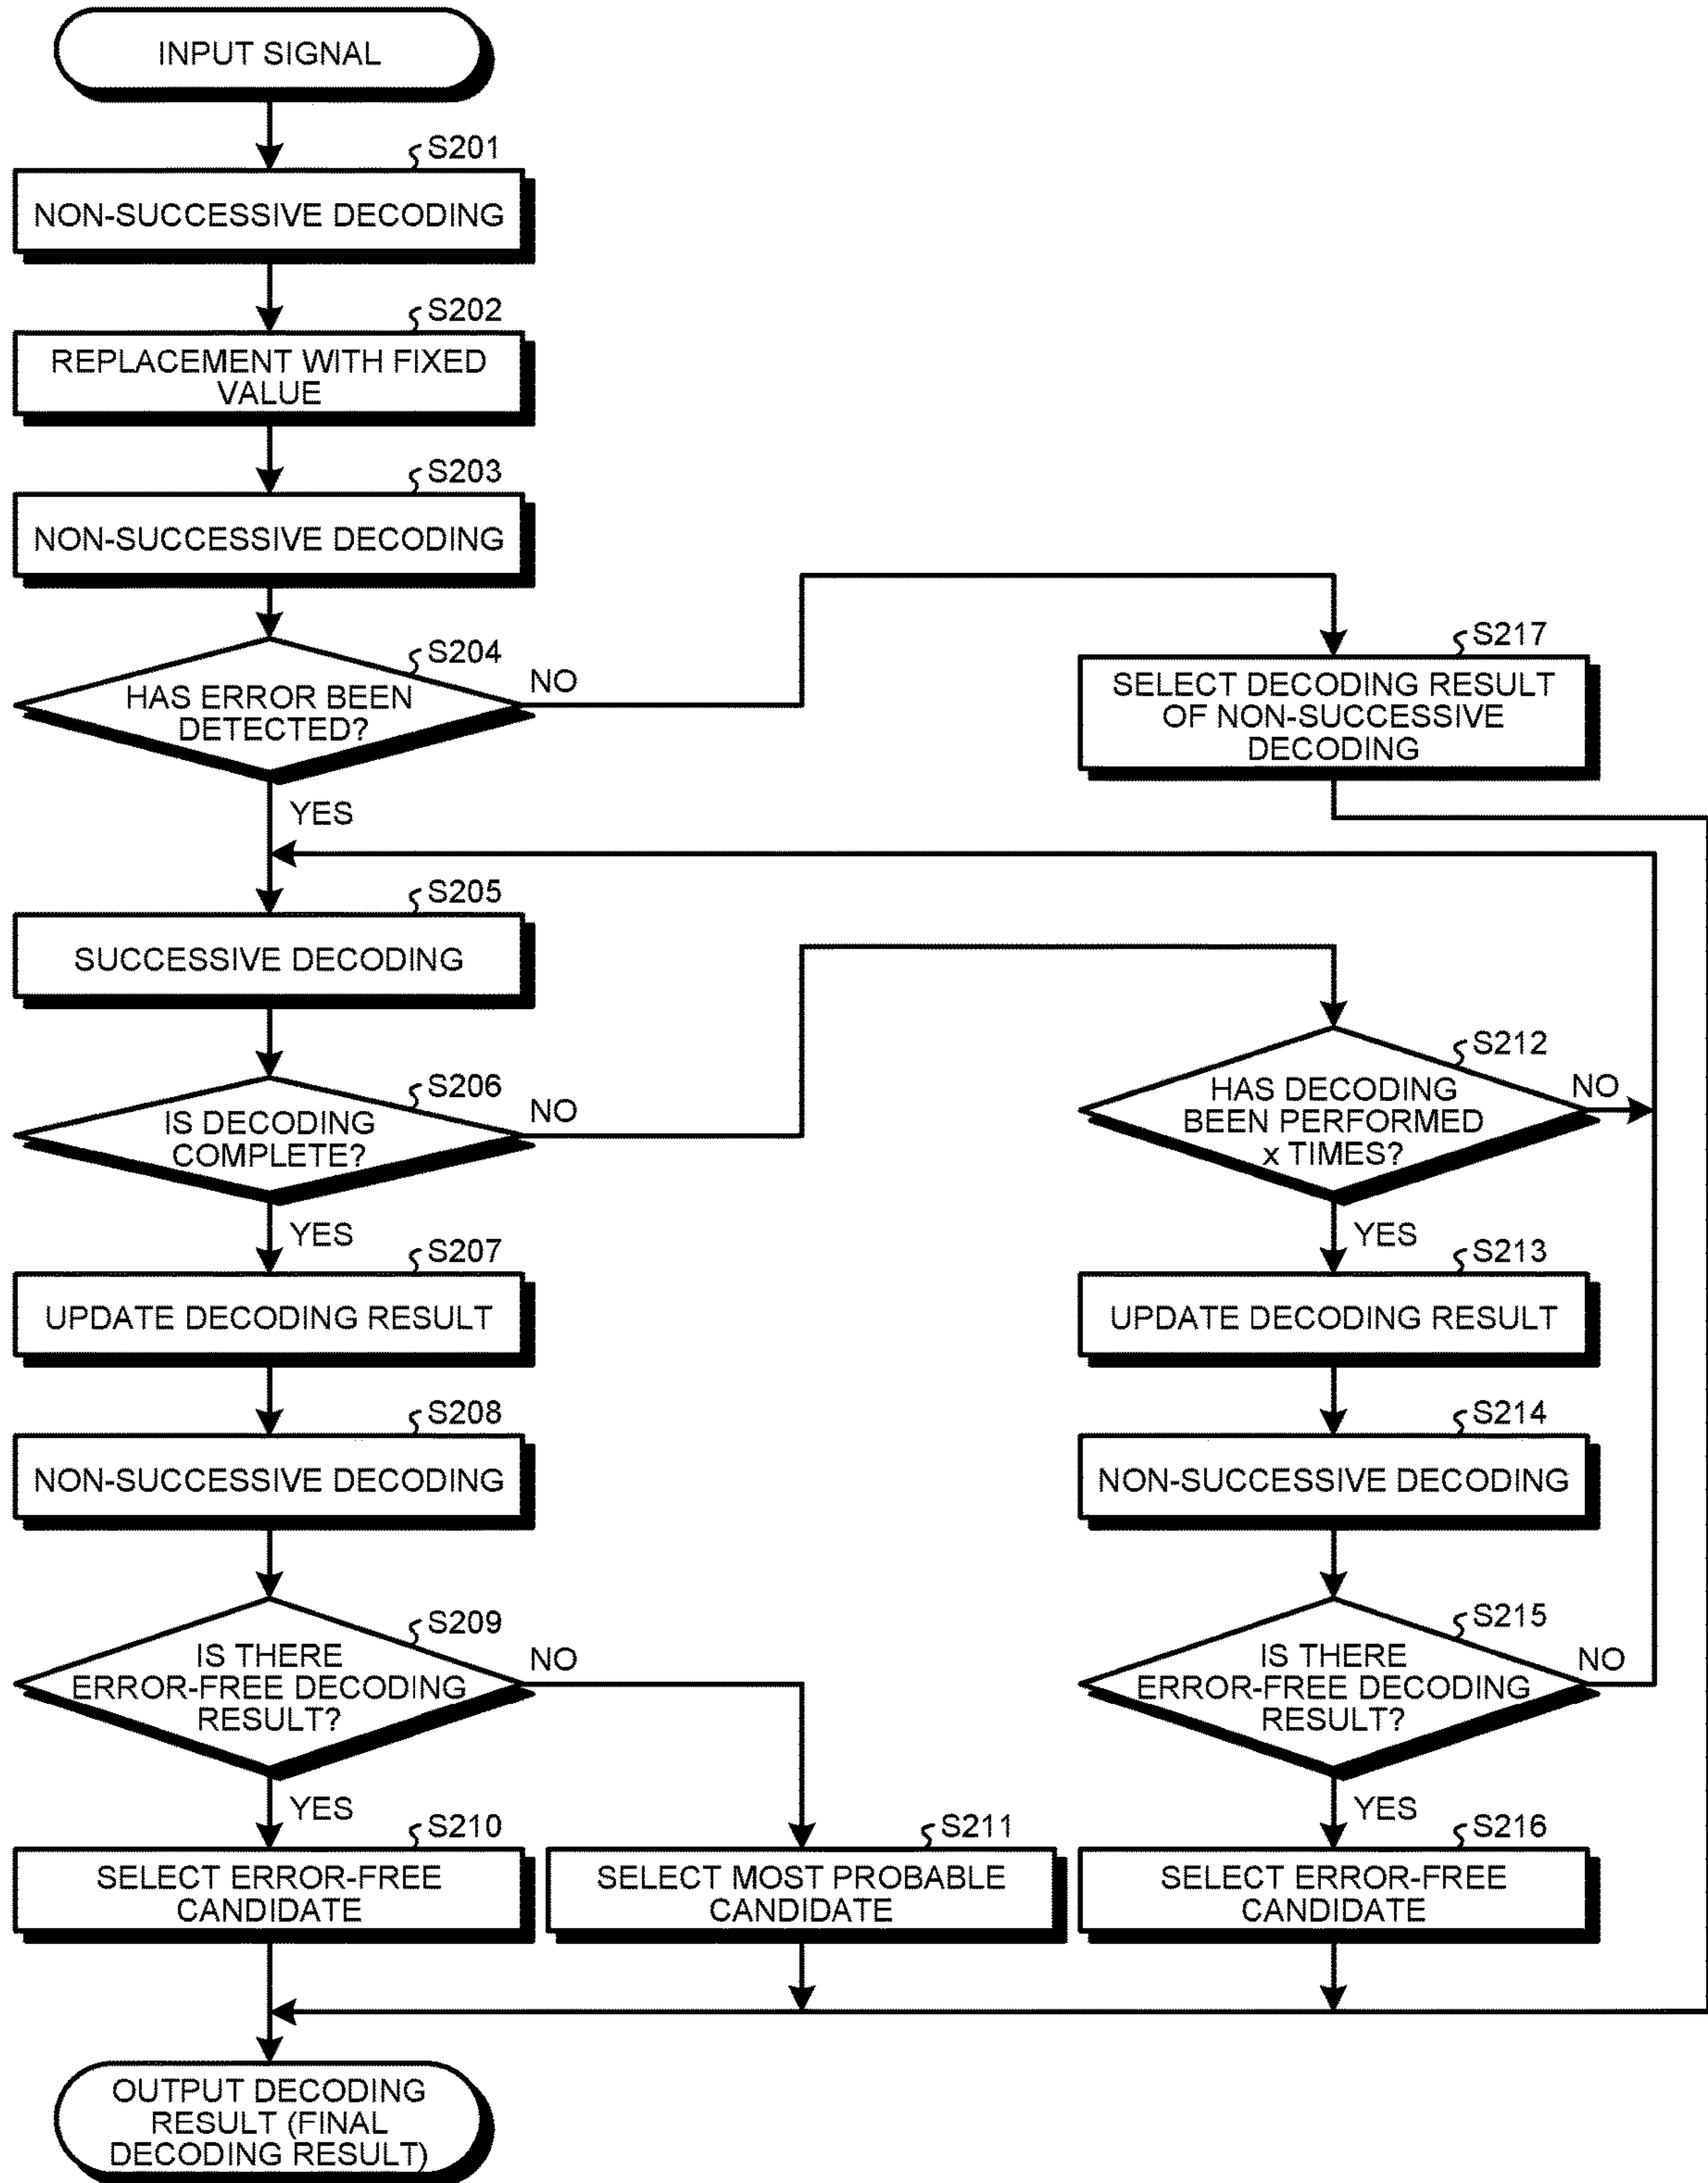 INPUT SIGNAL
S201
NON-SUCCESSIVE DECODING
S202
REPLACEMENT WITH FIXED
VALUE
S203
NON-SUCCESSIVE DECODING
S204
HAS ERROR BEEN
DETECTED?
NO
YES
S217
SELECT DECODING RESULT
OF NON-SUCCESSIVE
DECODING
S205
SUCCESSIVE DECODING
S206
IS DECODING
COMPLETE?
NO
YES
S212
HAS DECODING
BEEN PERFORMED
x TIMES?
NO
YES
S207
UPDATE DECODING RESULT
S213
UPDATE DECODING RESULT
S208
NON-SUCCESSIVE DECODING
S214
NON-SUCCESSIVE DECODING
S209
IS THERE
ERROR-FREE DECODING
RESULT?
NO
YES
S215
IS THERE
ERROR-FREE DECODING
RESULT?
NO
YES
S210
SELECT ERROR-FREE
CANDIDATE
S211
SELECT MOST PROBABLE
CANDIDATE
S216
SELECT ERROR-FREE
CANDIDATE
OUTPUT DECODING
RESULT (FINAL
DECODING RESULT)